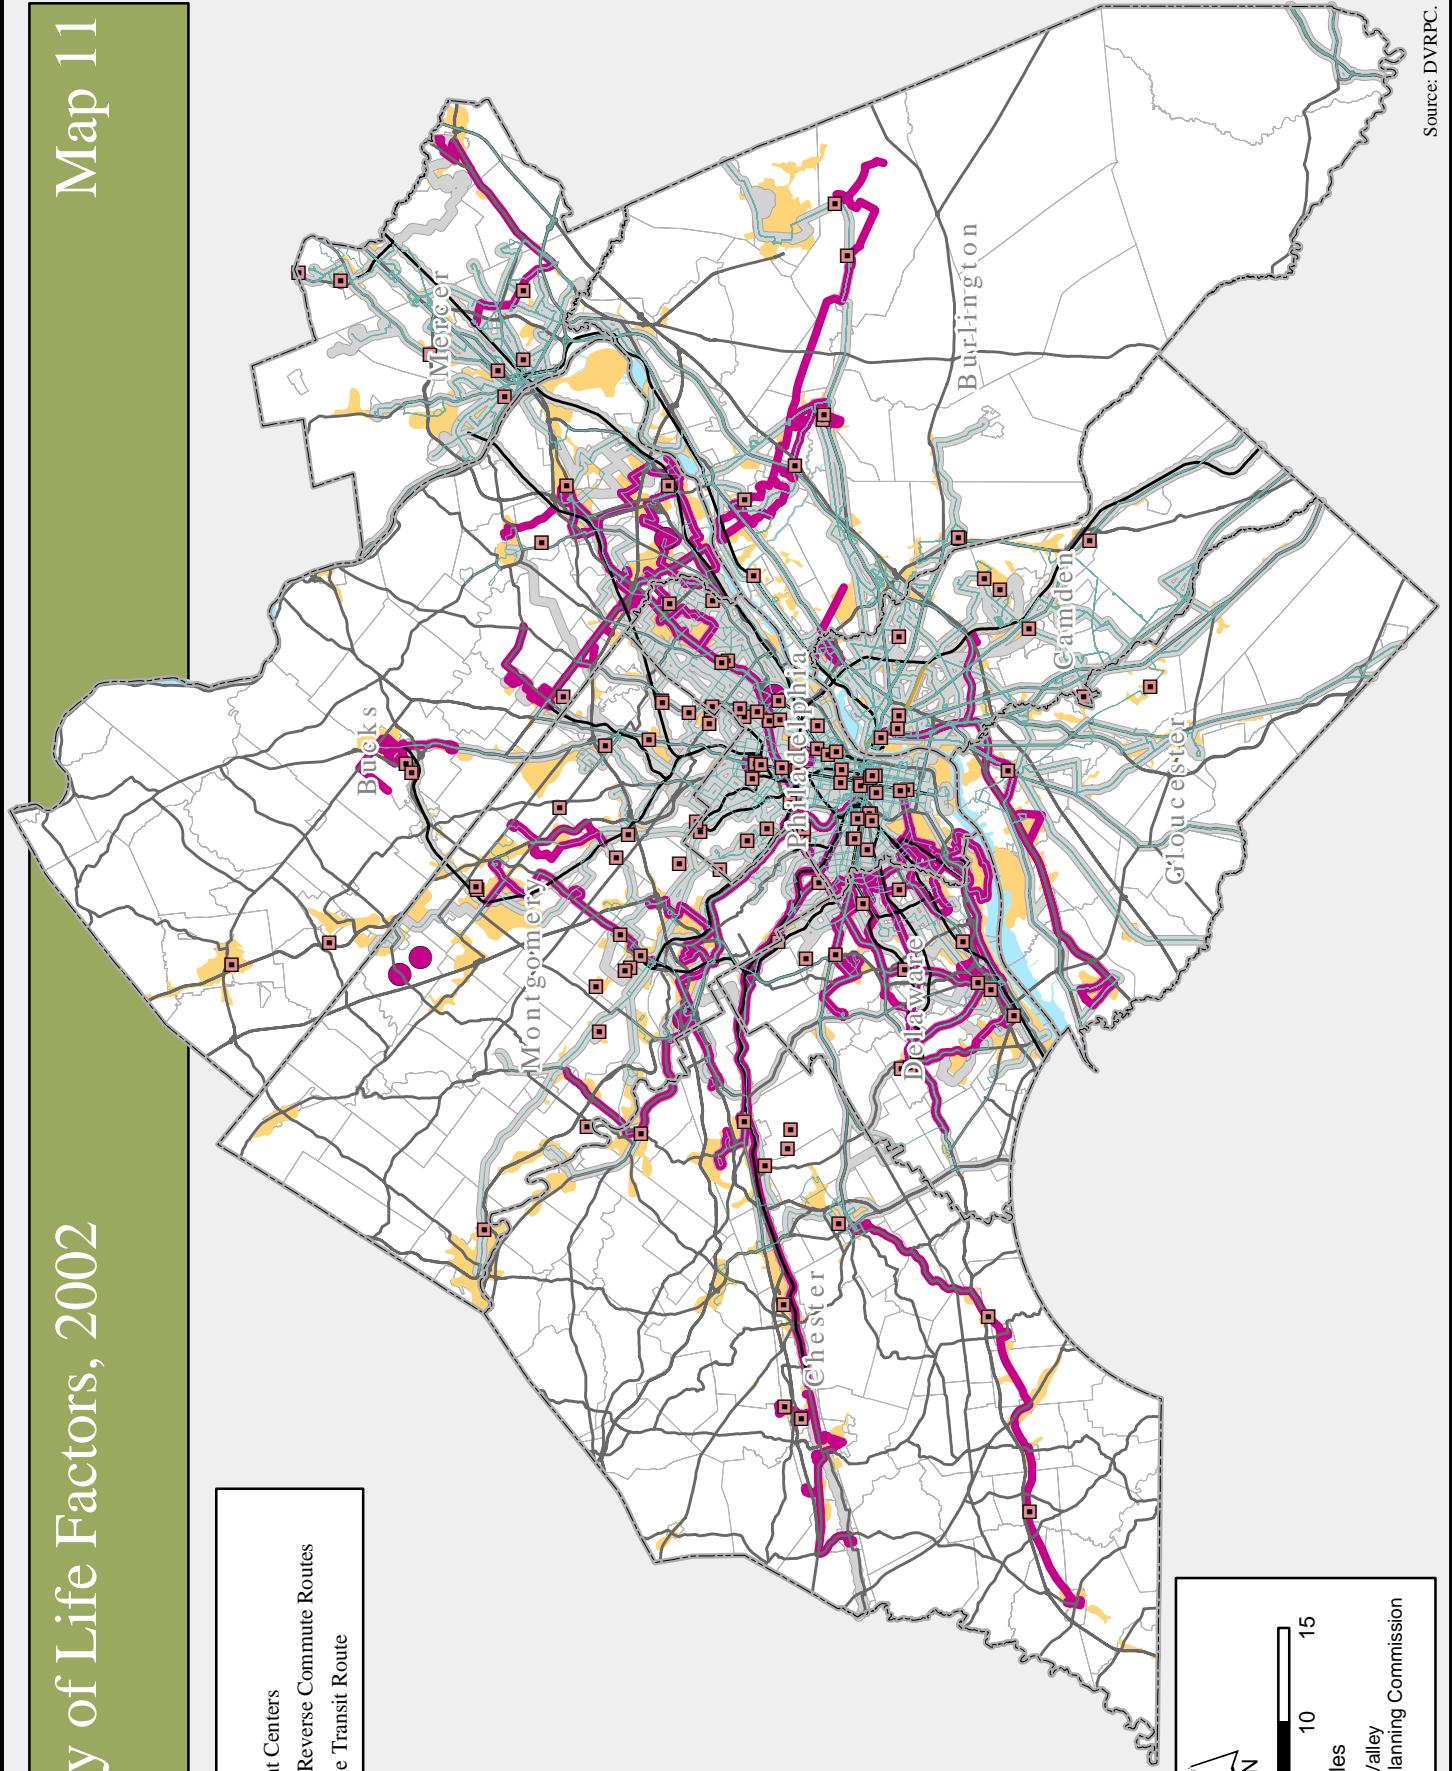 y of Life Factors, 2002 Map 11
t Centers
Reverse Commute Routes
e Transit Route
Bucks
Mercer
Montgomery
Philadelphia
Burlington
Chester
Delaware
Camden
Gloucester
N
10 15
les
Valley
lanning Commission
Source: DVRPC.